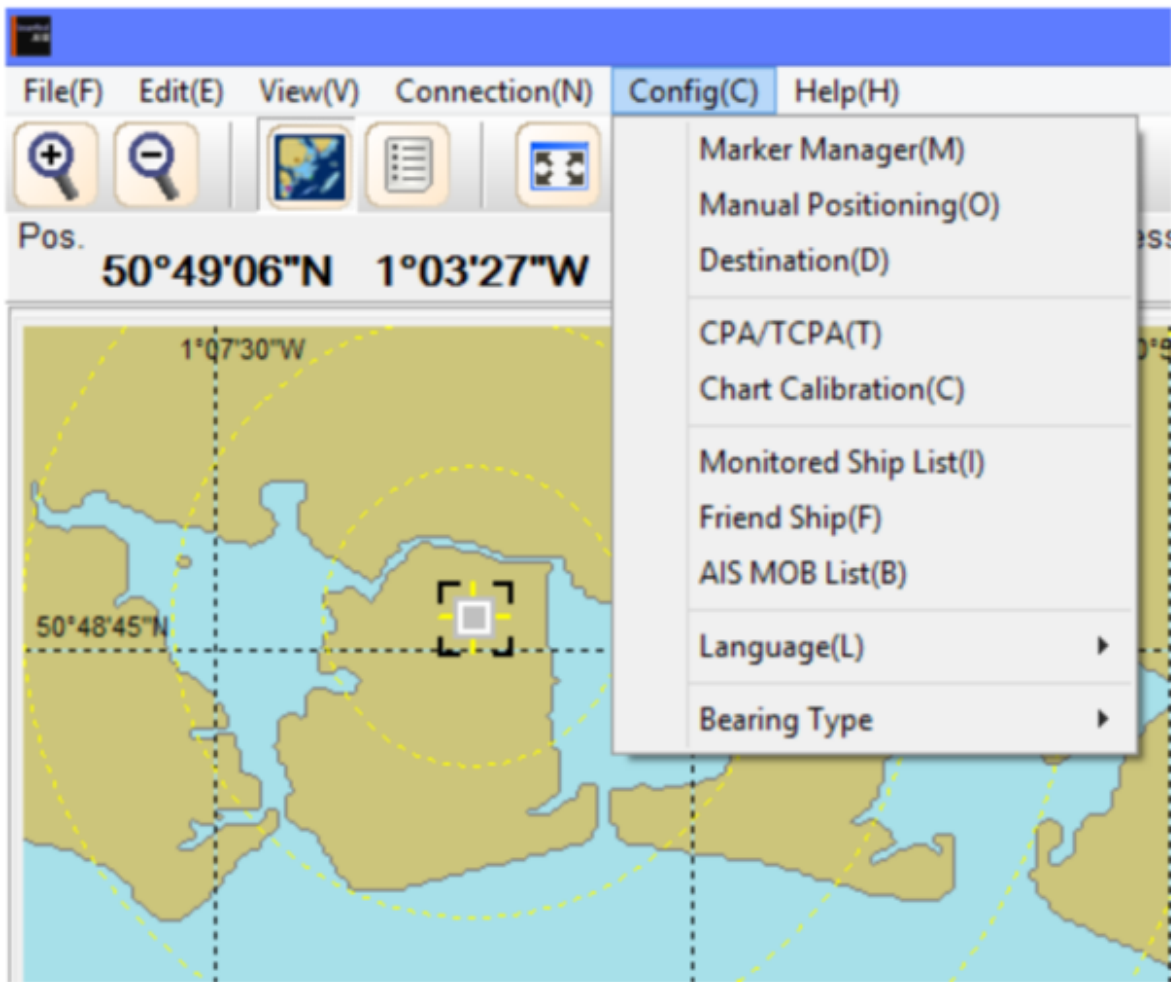 File(F) Edit(E) View(V) Connection(N) Config(C) Help(H)
Marker Manager(M)
Manual Positioning(O)
Destination(D)
CPA/TCPA(T)
Chart Calibration(C)
Monitored Ship List(I)
Friend Ship(F)
AIS MOB List(B)
Language(L)
Bearing Type
Pos.
50°49'06"N 1°03'27"W
1°07'30"W
50°48'45"N